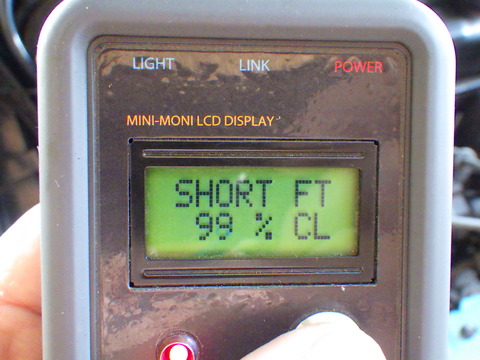 LIGHT LINK POWER
MINI-MONI LCD DISPLAY
SHORT FT
99 % CL